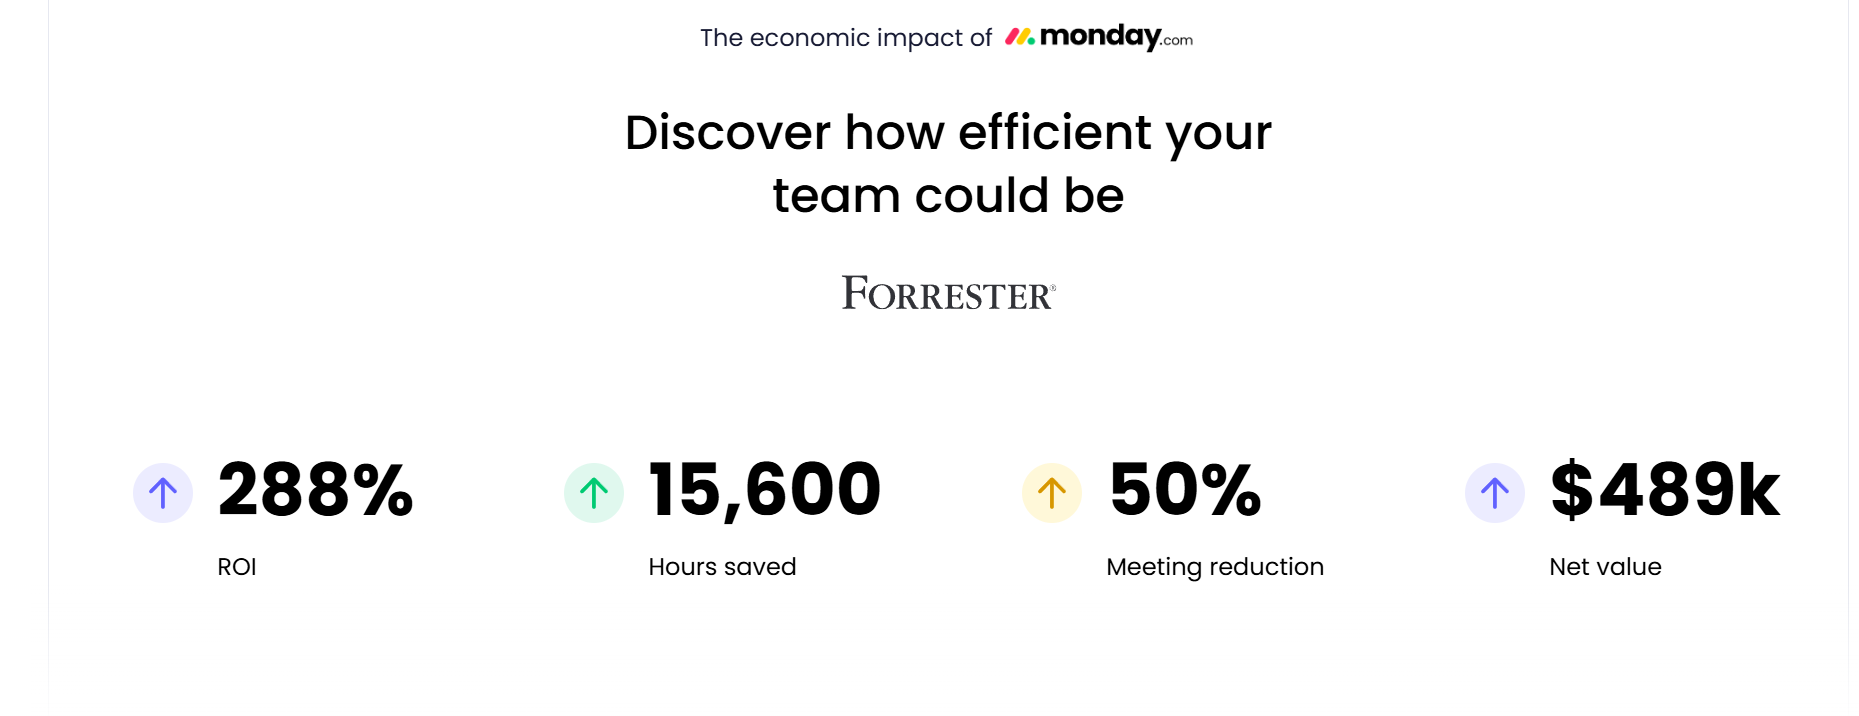 The economic impact of monday.com
Discover how efficient your
team could be
FORRESTER®
288%
ROI
15,600
Hours saved
50%
Meeting reduction
$489k
Net value